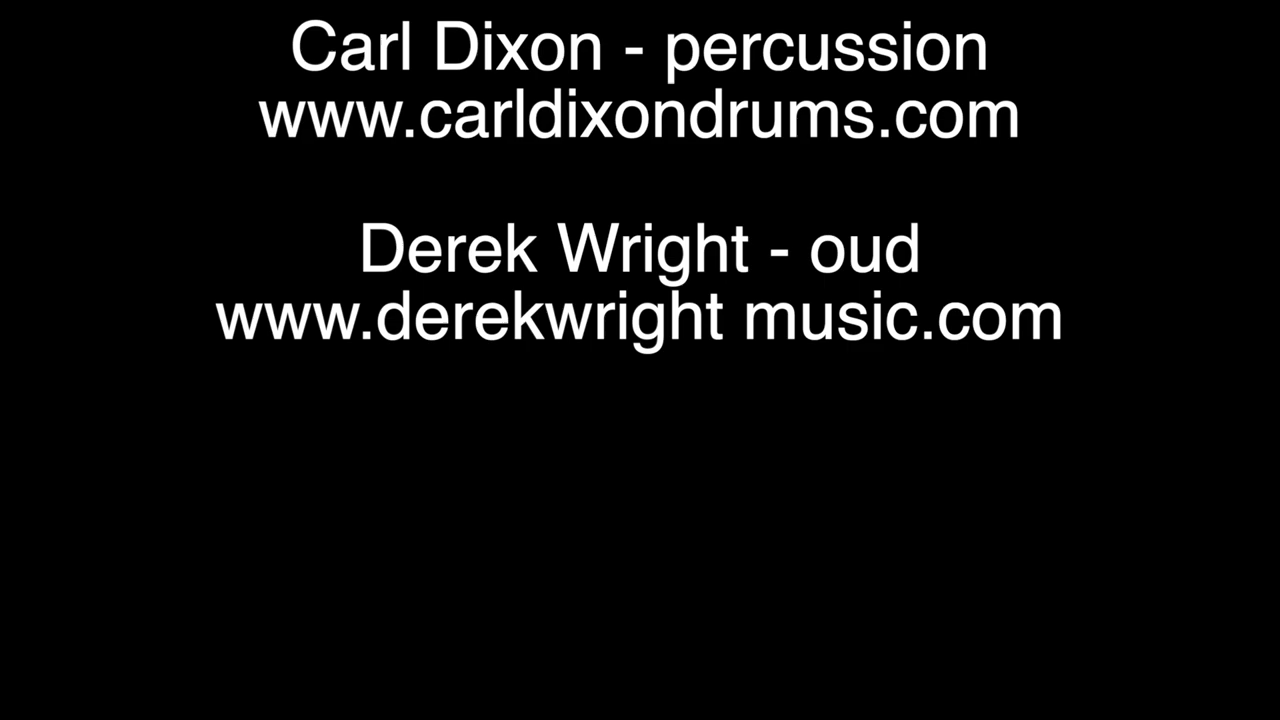 Carl Dixon - percussion
www.carldixondrums.com
Derek Wright - oud
www.derekwright music.com